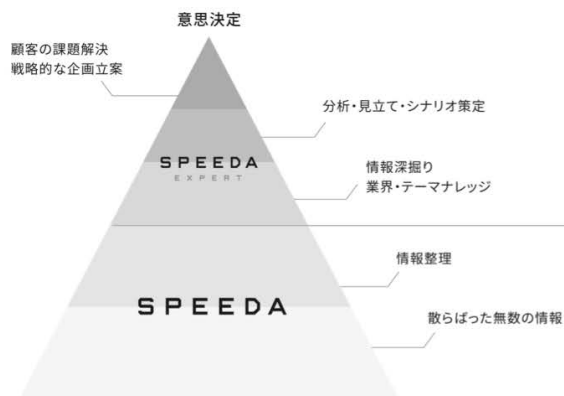 意思決定
顧客の課題解決
戦略的な企画立案
分析・見立て・シナリオ策定
SPEEDA
EXPERT
情報深掘り
業界・テーマナレッジ
情報整理
SPEEDA
散らばった無数の情報